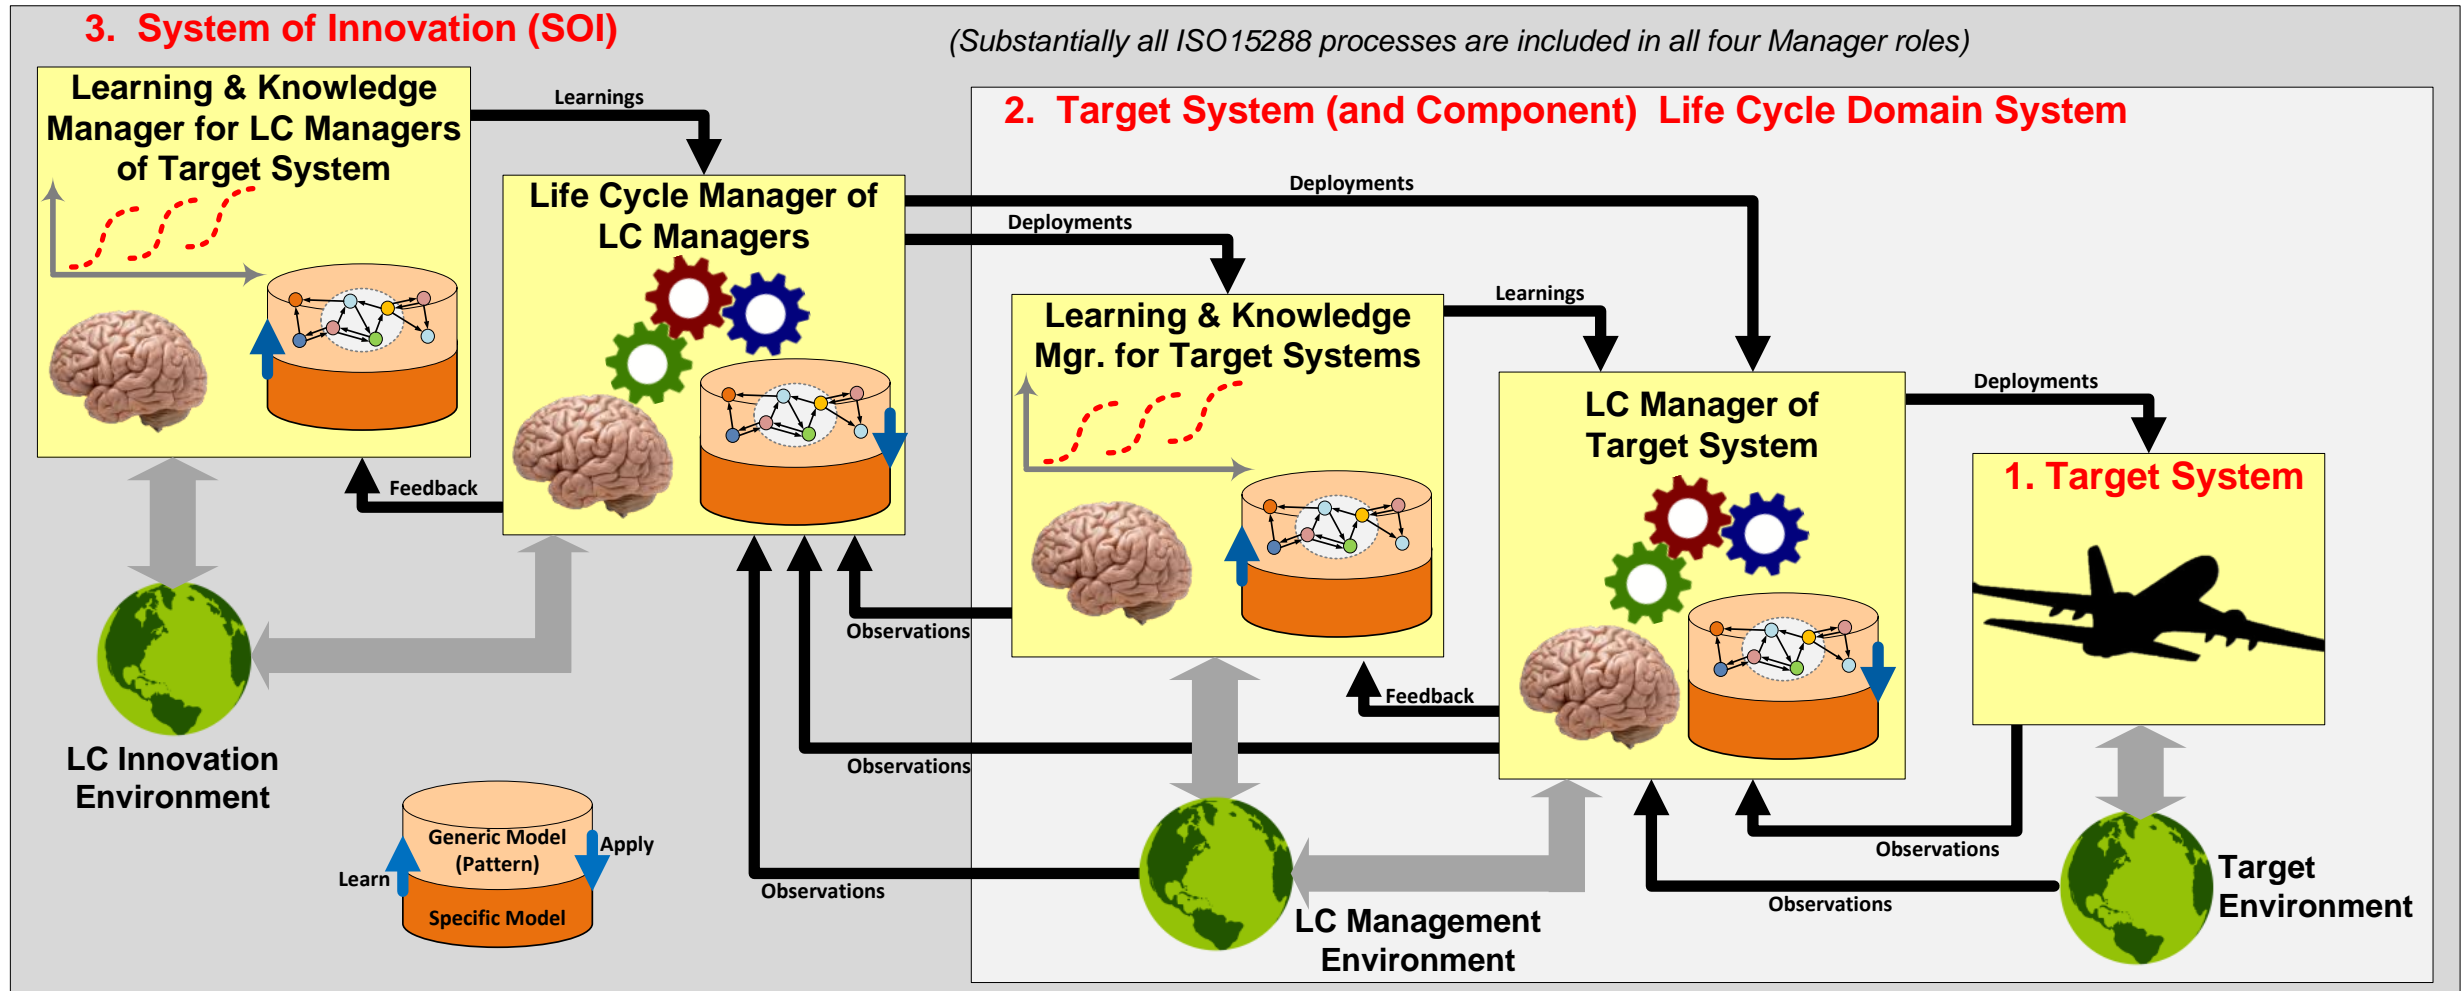 3.  System of Innovation (SOI)
(Substantially all ISO15288 processes are included in all four Manager roles)
Learning & Knowledge
Manager for LC Managers
of Target System
Learnings
2.  Target System (and Component)  Life Cycle Domain System
Life Cycle Manager of
LC Managers
Deployments
Deployments
Learning & Knowledge
Mgr. for Target Systems
Learnings
LC Manager of
Target System
Deployments
1. Target System
Feedback
Observations
Feedback
Observations
Observations
Observations
Observations
LC Innovation
Environment
Generic Model
(Pattern)
Learn
Apply
Specific Model
LC Management
Environment
Target
Environment